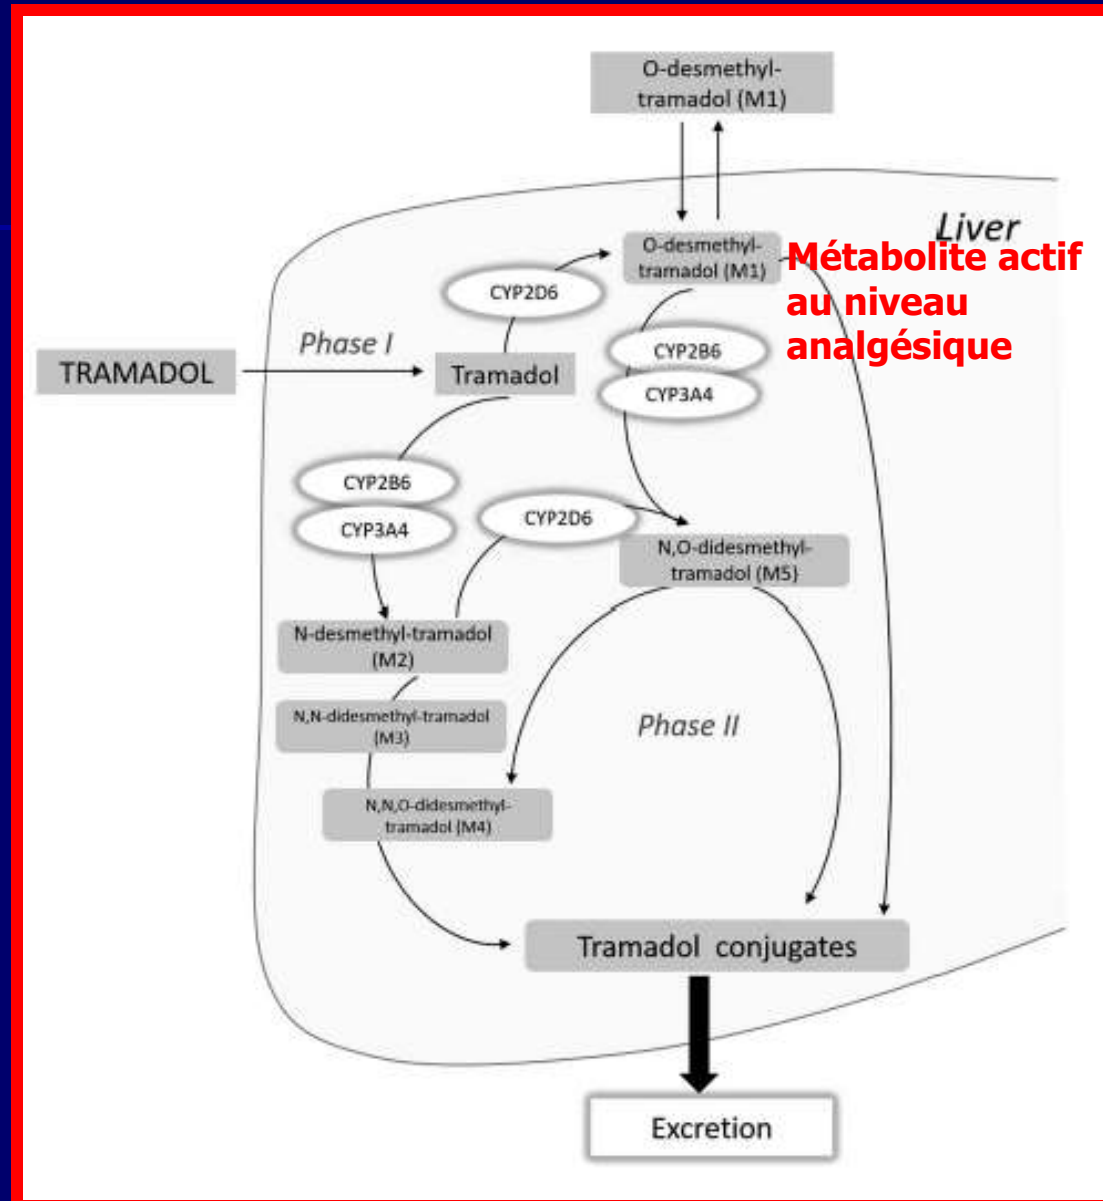 O-desmethyl-
tramadol (M1)
Liver
O-desmethyl-
tramadol (M1)
Métabolite actif
au niveau
analgésique
CYP2D6
Phase I
TRAMADOL
Tramadol
CYP2B6
CYP3A4
CYP2B6
CYP3A4
CYP2D6
N,O-didesmethyl-
tramadol (M5)
N-desmethyl-tramadol
(M2)
N,N-didesmethyl-tramadol
(M3)
Phase II
N,N,O-didesmethyl-
tramadol (M4)
Tramadol conjugates
Excretion